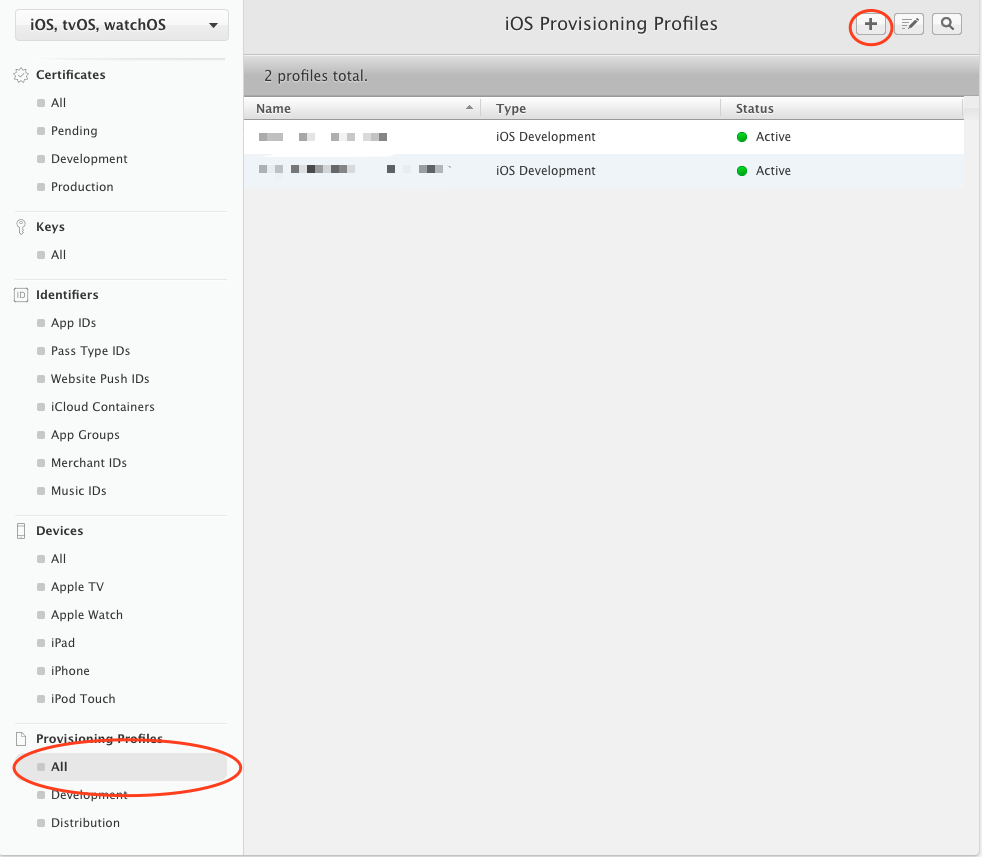 iOS, tvOS, watchOS
Certificates
All
Pending
Development
Production
Keys
All
ID Identifiers
App IDs
Pass Type IDs
Website Push IDs
iCloud Containers
App Groups
Merchant IDs
Music IDs
Devices
All
Apple TV
Apple Watch
iPad
iPhone
iPod Touch
Provisioning Profiles
All
Development
Distribution
iOS Provisioning Profiles
2 profiles total.
Name Type Status
iOS Development Active
iOS Development Active